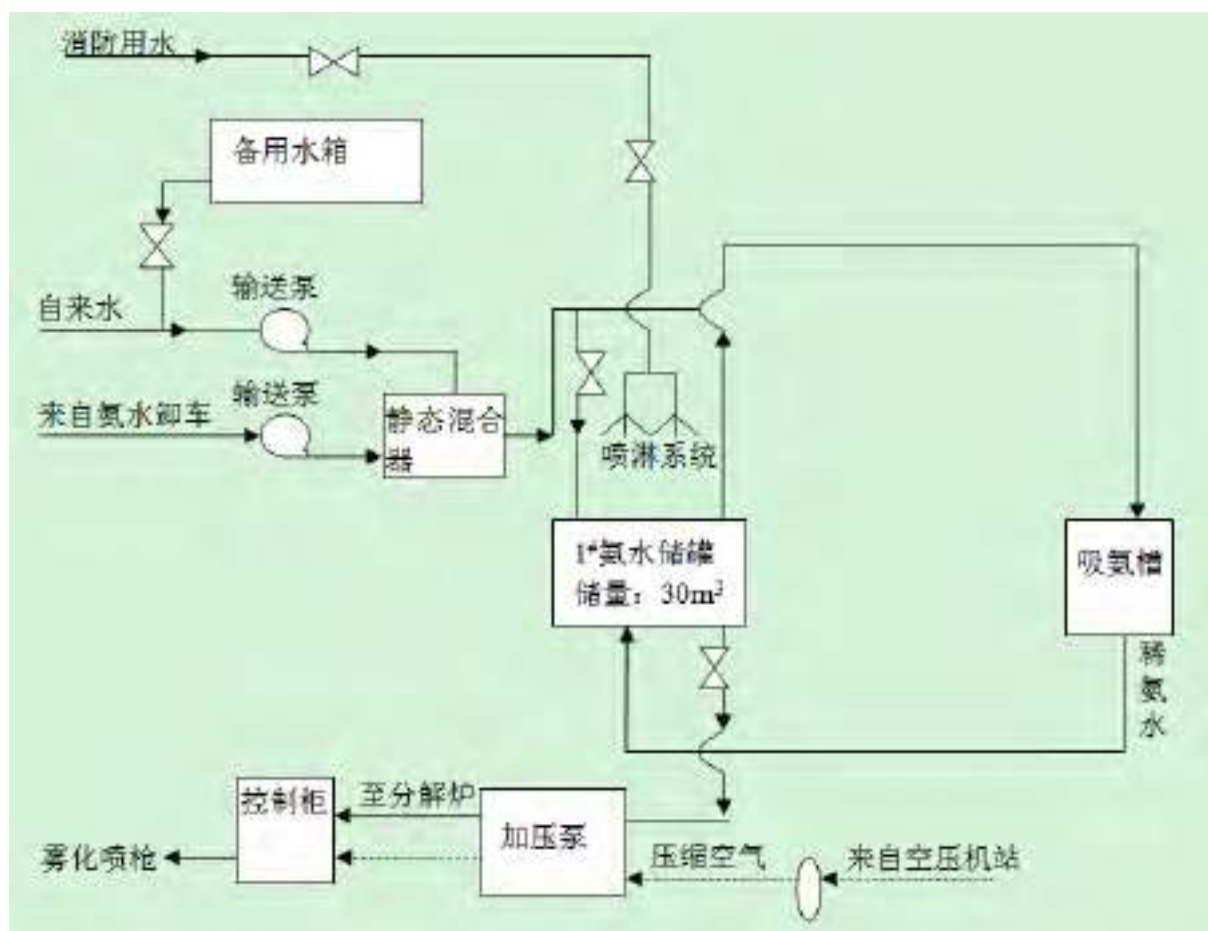 消防用水
备用水箱
输送泵
自来水
输送泵
来自氨水卸车
静态混合
器
喷淋系统
1#氨水储罐
储量：30m³
吸氨槽
稀氨水
控制柜
至分解炉
加压泵
雾化喷枪
压缩空气
来自空压机站